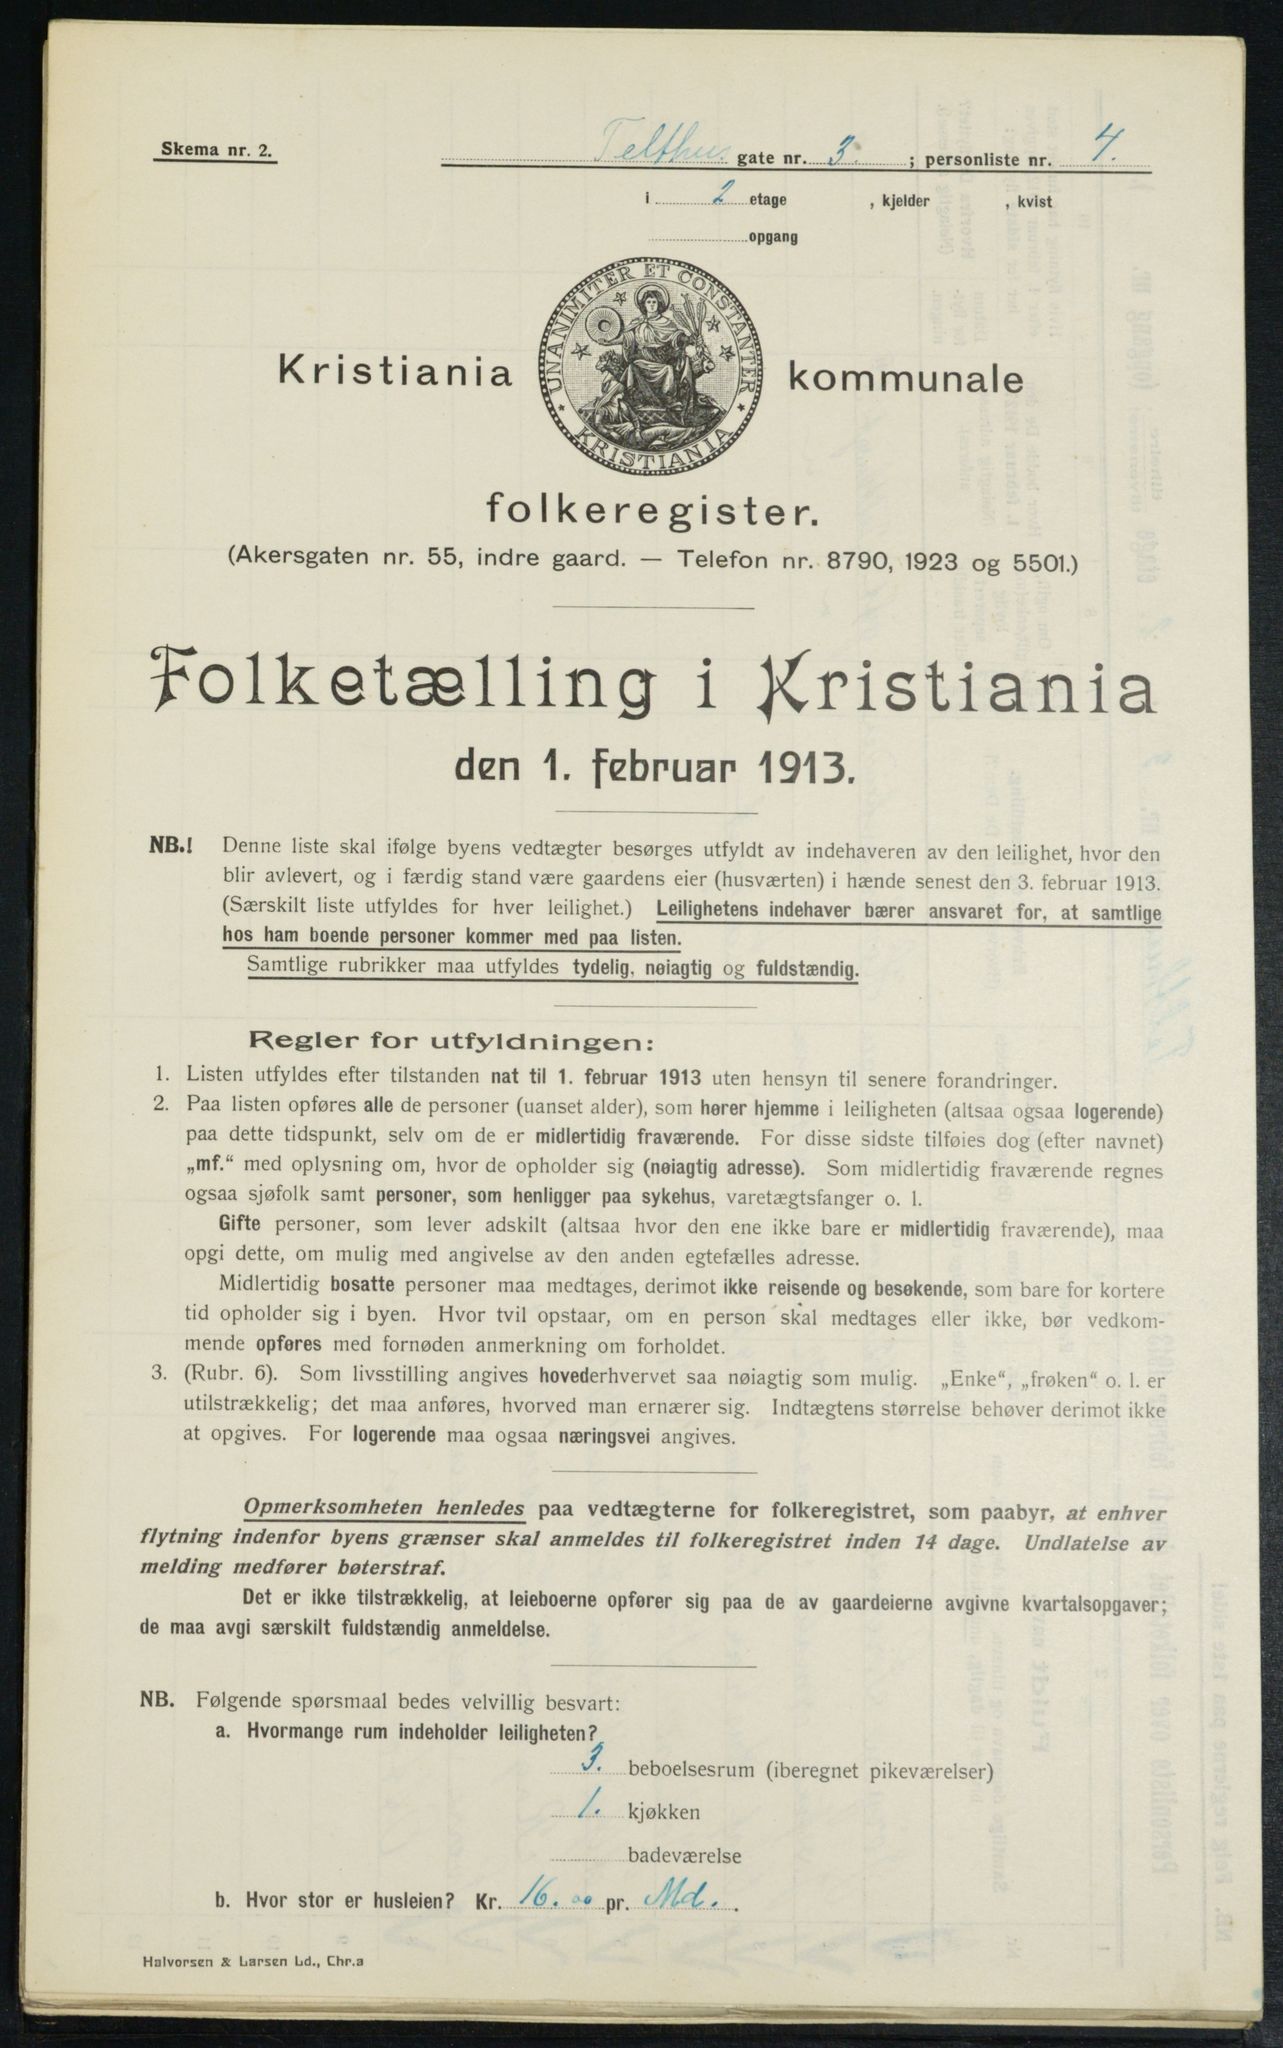 Skema nr. 2.
Telthus gate nr. 3. ; personliste nr. 4.
i 2 etage , kjelder , kvist
opgang
UNANIMITER ET CONSTANTER
KRISTIANIA
Kristiania kommunale
folkeregister.
(Akersgaten nr. 55, indre gaard. — Telefon nr. 8790, 1923 og 5501.)
Folketælling i Kristiania
den 1. februar 1913.
NB.! Denne liste skal ifølge byens vedtægter besørges utfyldt av indehaveren av den leilighet, hvor den
blir avlevert, og i færdig stand være gaardens eier (husværten) i hænde senest den 3. februar 1913.
(Særskilt liste utfyldes for hver leilighet.) Leilighetens indehaver bærer ansvaret for, at samtlige
hos ham boende personer kommer med paa listen.
Samtlige rubrikker maa utfyldes tydelig, nøiagtig og fuldstændig.
Regler for utfyldningen:
1. Listen utfyldes efter tilstanden nat til 1. februar 1913 uten hensyn til senere forandringer.
2. Paa listen opføres alle de personer (uanset alder), som hører hjemme i leiligheten (altsaa ogsaa logerende)
paa dette tidspunkt, selv om de er midlertidig fraværende. For disse sidste tilføies dog (efter navnet)
„mf.“ med oplysning om, hvor de opholder sig (nøiagtig adresse). Som midlertidig fraværende regnes
ogsaa sjøfolk samt personer, som henligger paa sykehus, varetægtsfanger o. l.
Gifte personer, som lever adskilt (altsaa hvor den ene ikke bare er midlertidig fraværende), maa
opgi dette, om mulig med angivelse av den anden egtefælles adresse.
Midlertidig bosatte personer maa medtages, derimot ikke reisende og besøkende, som bare for kortere
tid opholder sig i byen. Hvor tvil opstaar, om en person skal medtages eller ikke, bør vedkom-
mende opføres med fornøden anmerkning om forholdet.
3. (Rubr. 6). Som livsstilling angives hovederhvervet saa nøiagtig som mulig. „Enke“, „frøken“ o. l. er
utilstrækkelig; det maa anføres, hvorved man ernærer sig. Indtægtens størrelse behøver derimot ikke
at opgives. For logerende maa ogsaa næringsvei angives.
Opmerksomheten henledes paa vedtægterne for folkeregistret, som paabyr, at enhver
flytning indenfor byens grænser skal anmeldes til folkeregistret inden 14 dage. Undlatelse av
melding medfører bøterstraf.
Det er ikke tilstrækkelig, at leieboerne opfører sig paa de av gaardeierne avgivne kvartalsopgaver;
de maa avgi særskilt fuldstændig anmeldelse.
NB. Følgende spørsmaal bedes velvillig besvart:
a. Hvormange rum indeholder leiligheten?
3. beboelsesrum (iberegnet pikeværelser)
1. kjøkken
badeværelse
b. Hvor stor er husleien? Kr. 16.00 pr. Md..
Halvorsen & Larsen Ld., Chr.a